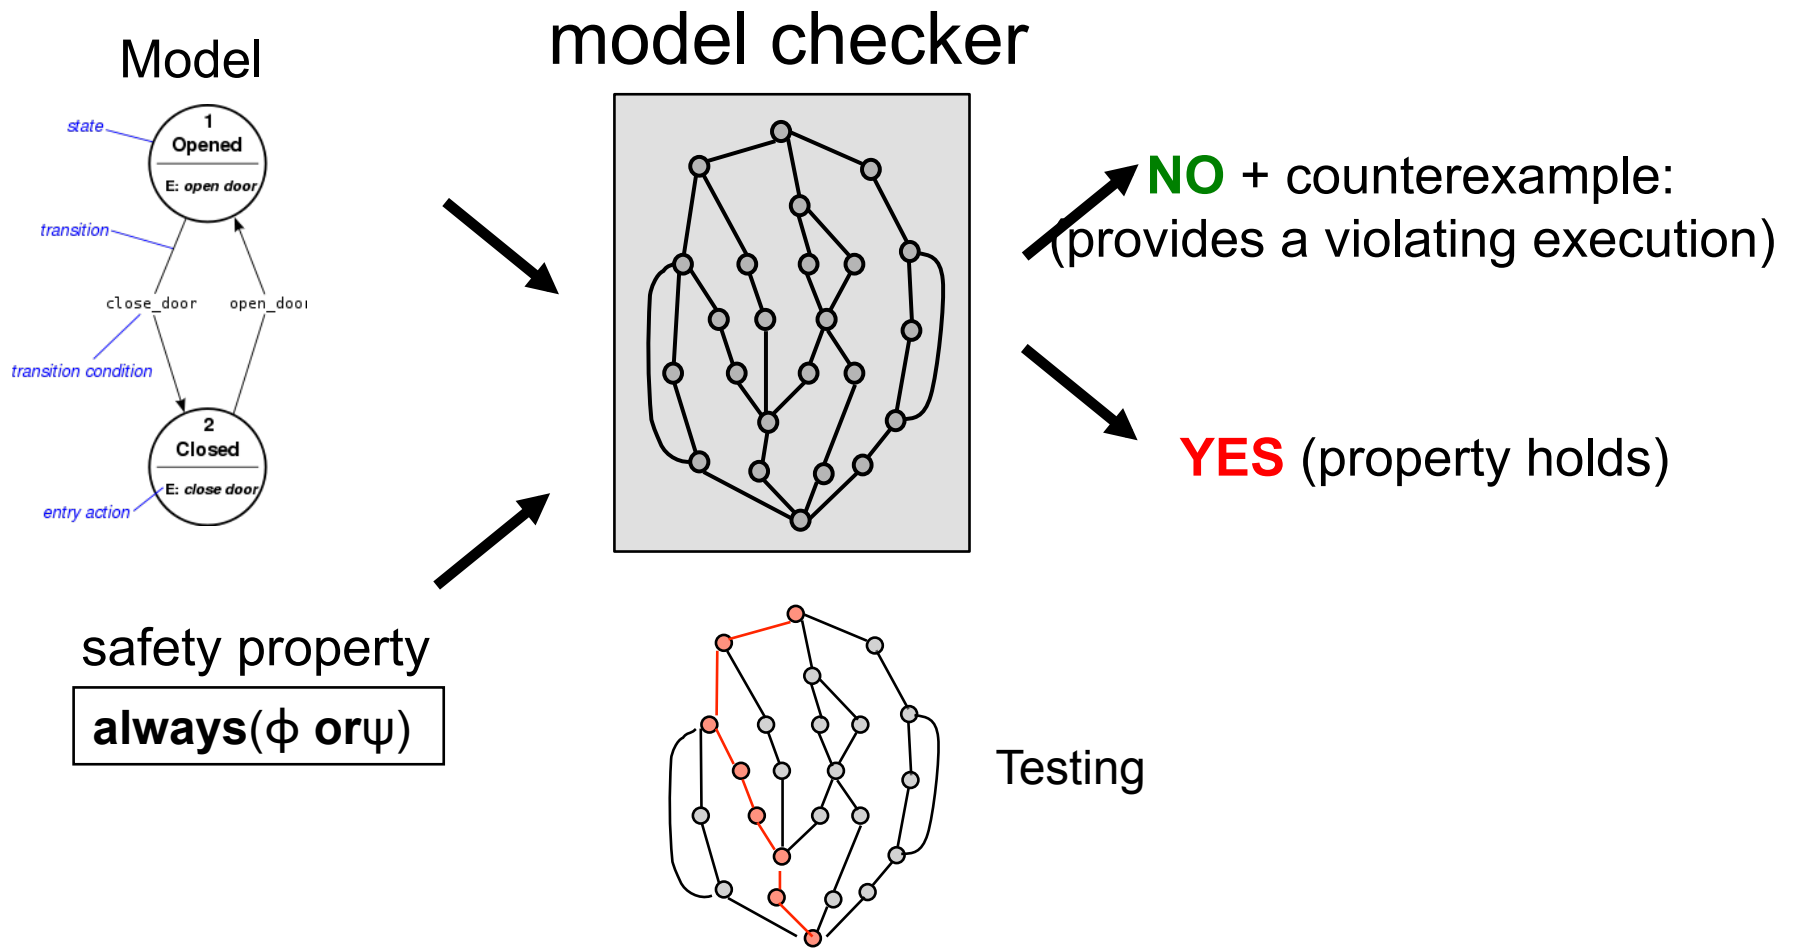 Model
model checker
state
1
Opened
E: open door
transition
close_door
open_door
transition condition
2
Closed
E: close door
entry action
safety property
always(ϕ orψ)
NO + counterexample:
(provides a violating execution)
YES (property holds)
Testing